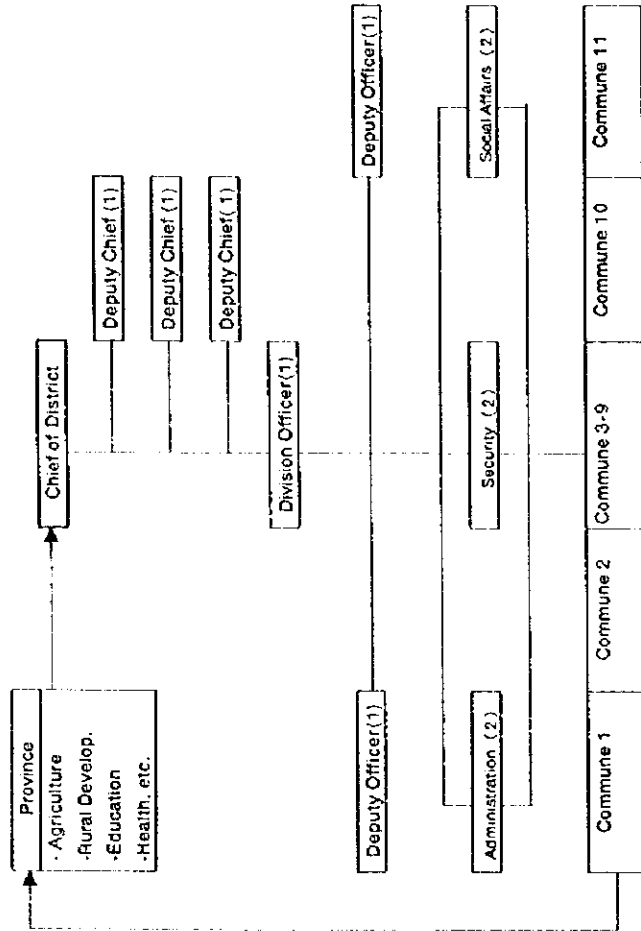 Province
- Agriculture
-Rural Develop.
-Education
-Health, etc.
Chief of District
Deputy Chief (1)
Deputy Chief (1)
Deputy Chief( 1)
Division Officer(1)
Deputy Officer(1)
Deputy Officer(1)
Administration (2)
Security (2)
Social Affairs (2)
Commune 1
Commune 2
Commune 3-9
Commune 10
Commune 11